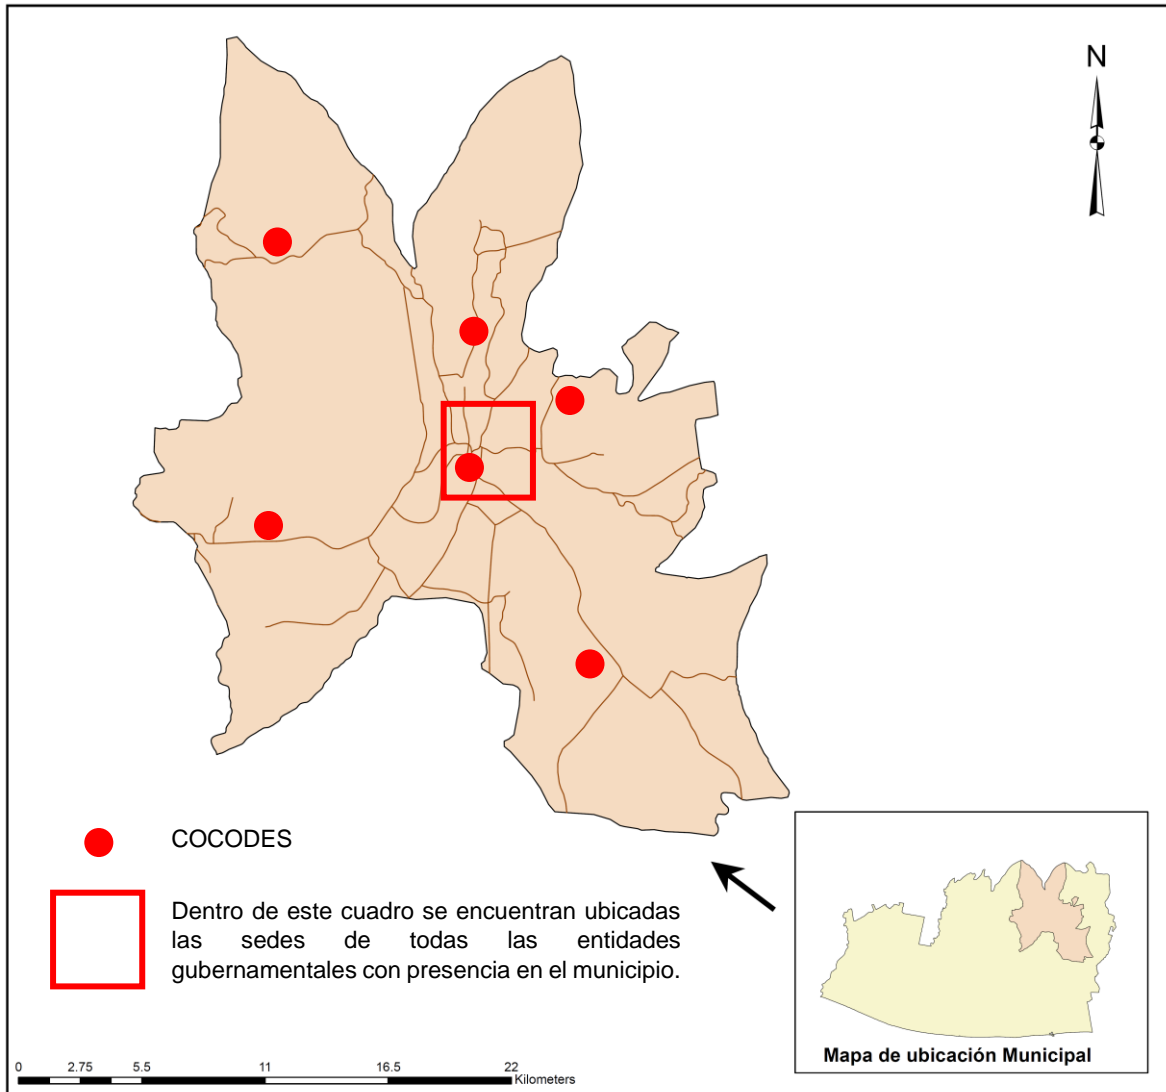 N
COCODES
Dentro de este cuadro se encuentran ubicadas
las sedes de todas las entidades
gubernamentales con presencia en el municipio.
Mapa de ubicación Municipal
0 2.75 5.5 11 16.5 22
Kilometers